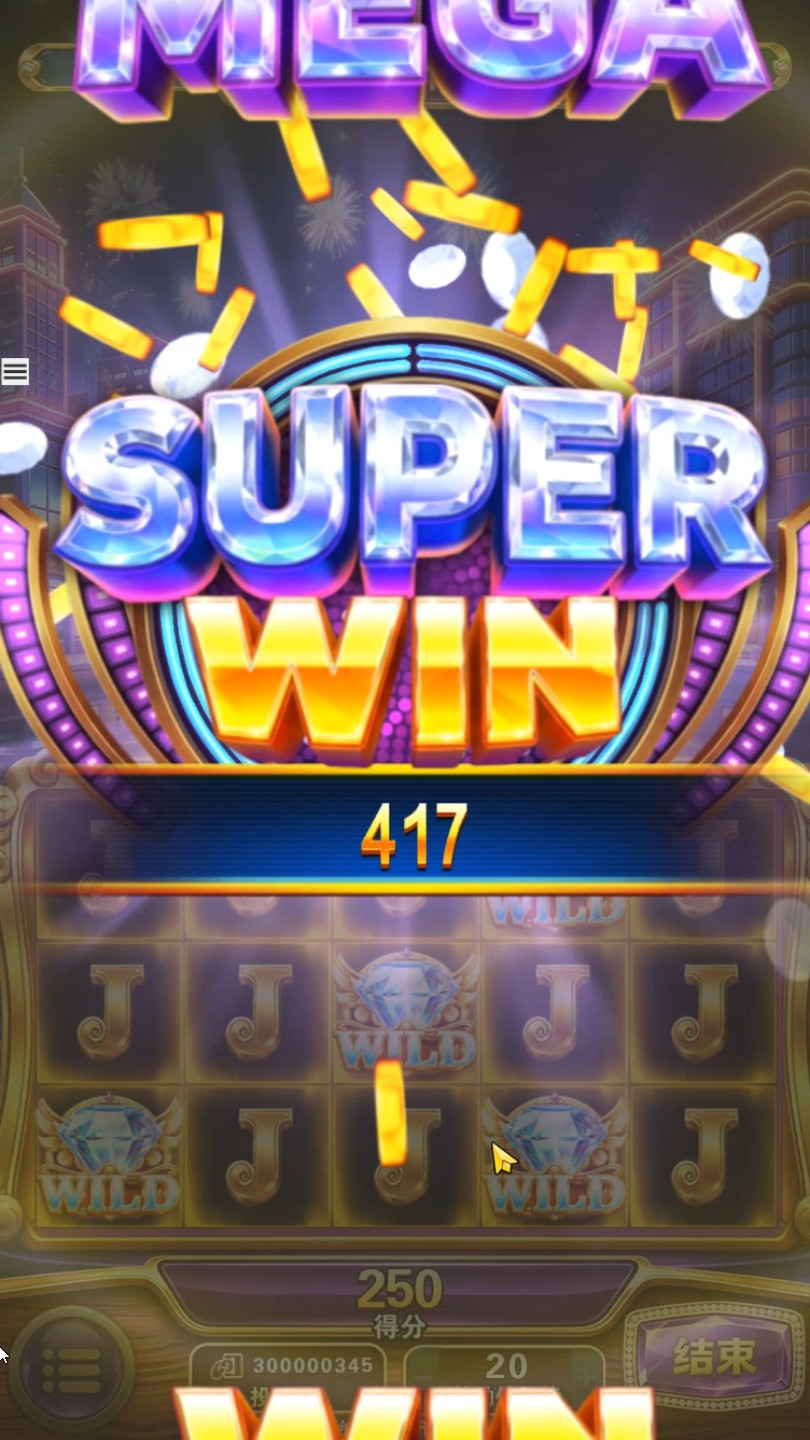 MEGA
SUPER
WIN
417
WILD
J J WILD J J
WILD J J WILD J
250
得分
300000345
20
结束
WIN